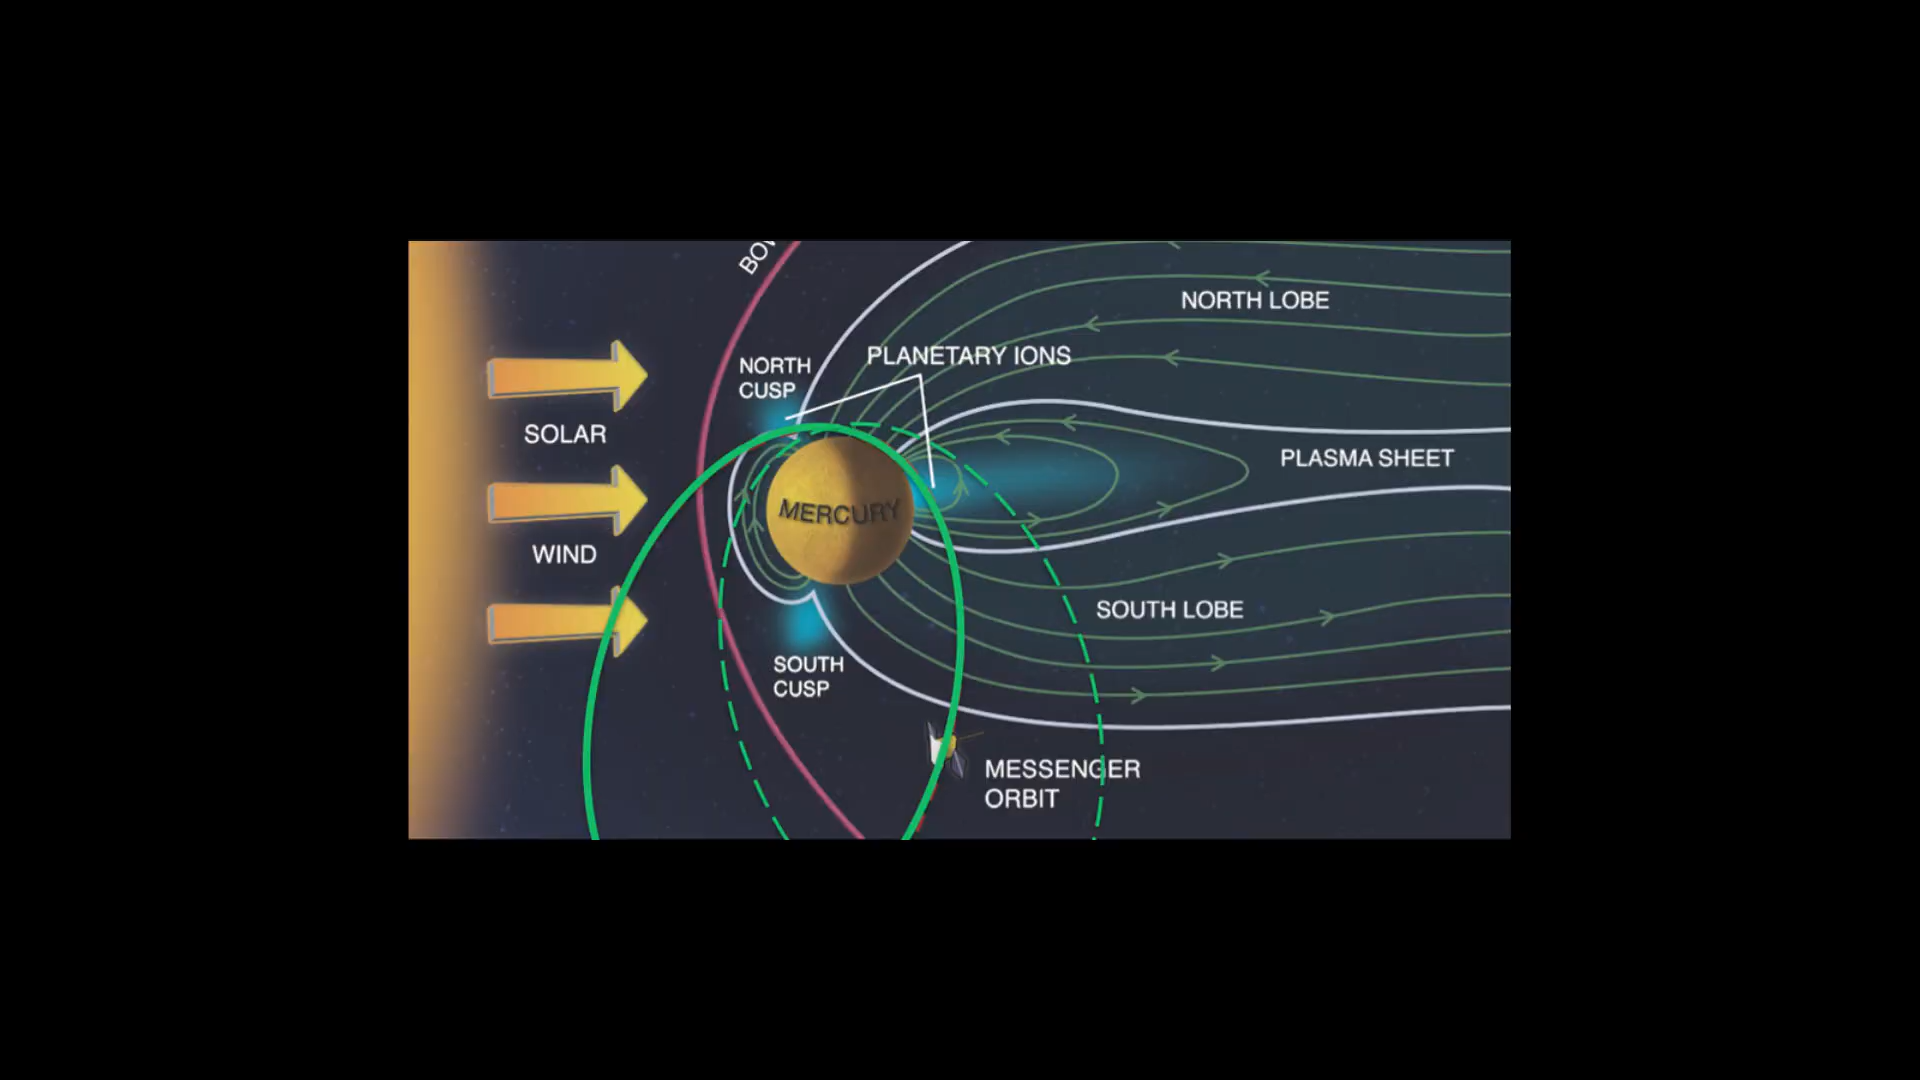 NORTH LOBE
PLANETARY IONS
NORTH
CUSP
SOLAR
PLASMA SHEET
MERCURY
WIND
SOUTH LOBE
SOUTH
CUSP
MESSENGER
ORBIT